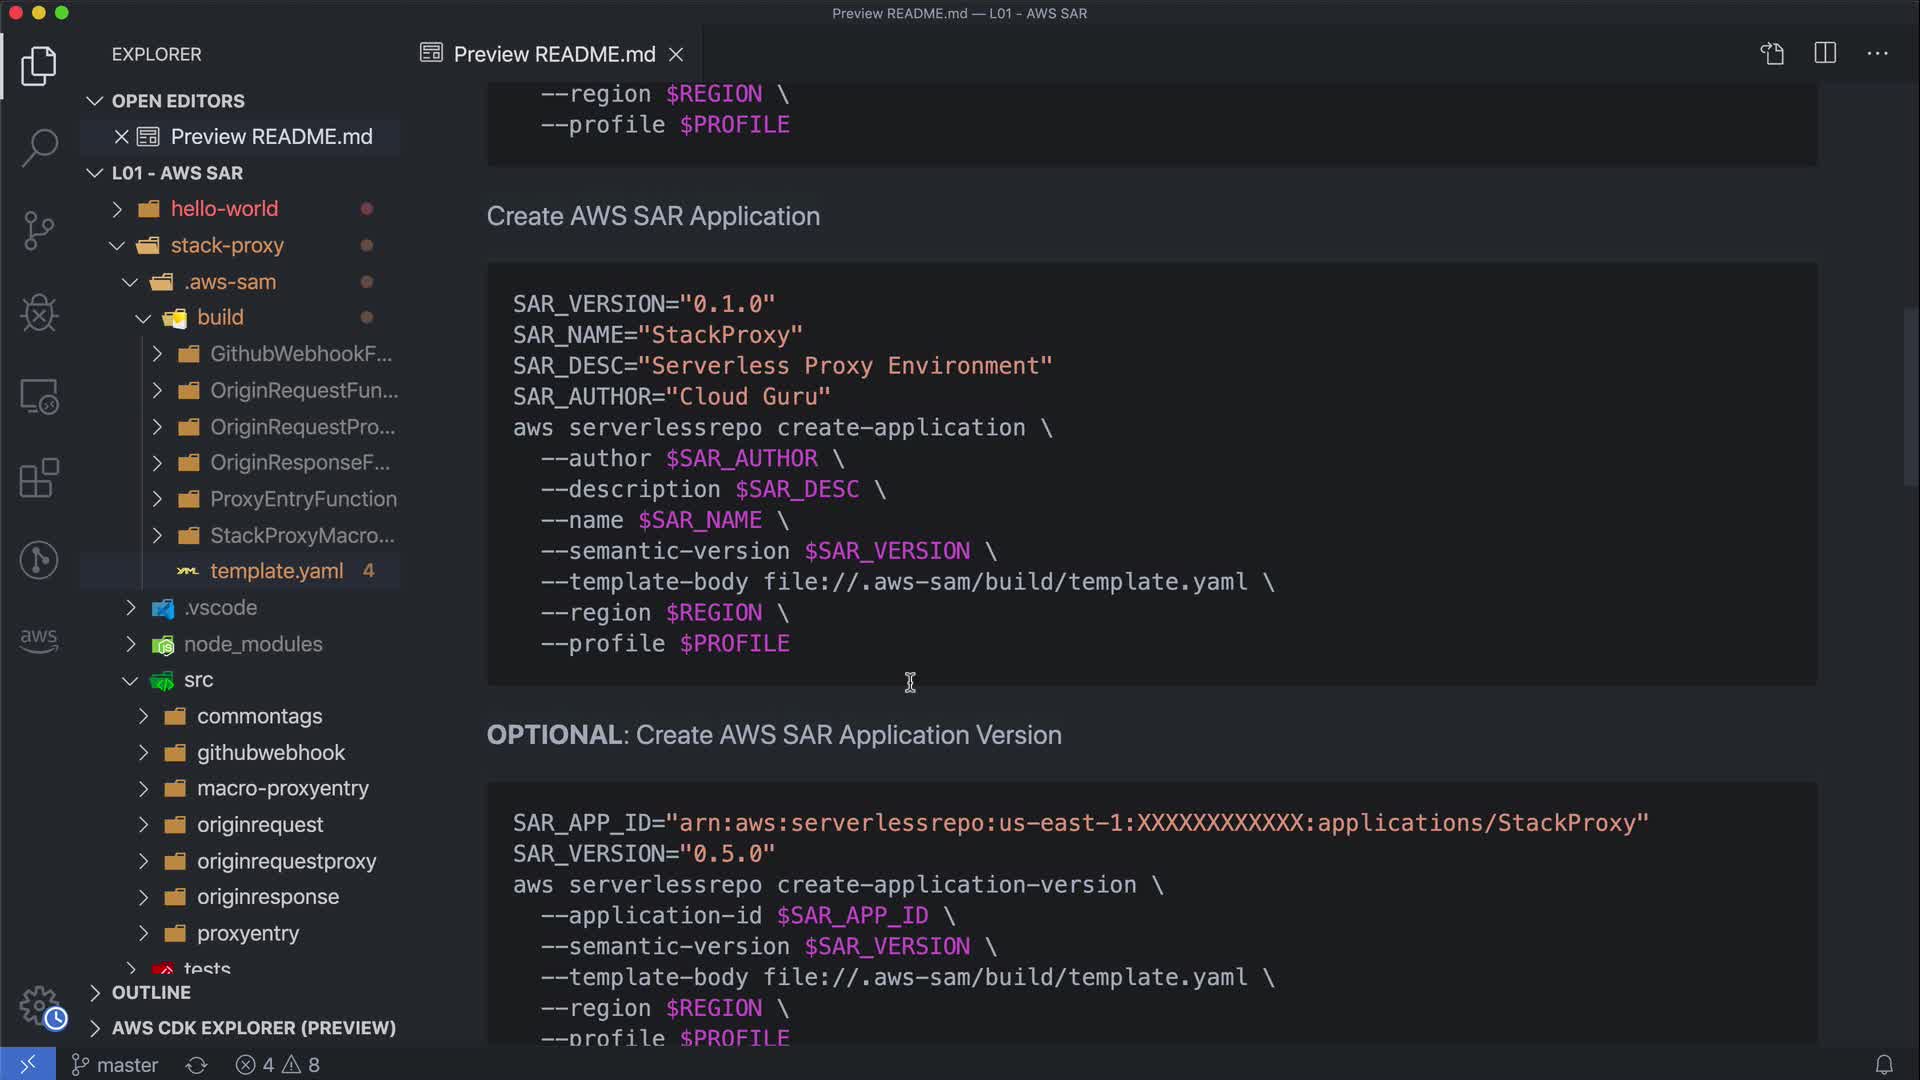 Preview README.md — L01 - AWS SAR
EXPLORER
OPEN EDITORS
Preview README.md
L01 - AWS SAR
hello-world
stack-proxy
.aws-sam
build
GithubWebhookF...
OriginRequestFun...
OriginRequestPro...
OriginResponseF...
ProxyEntryFunction
StackProxyMacro...
template.yaml 4
.vscode
node_modules
src
commontags
githubwebhook
macro-proxyentry
originrequest
originrequestproxy
originresponse
proxyentry
tests
OUTLINE
AWS CDK EXPLORER (PREVIEW)
aws
Preview README.md
--region $REGION \
--profile $PROFILE
Create AWS SAR Application
SAR_VERSION="0.1.0"
SAR_NAME="StackProxy"
SAR_DESC="Serverless Proxy Environment"
SAR_AUTHOR="Cloud Guru"
aws serverlessrepo create-application \
--author $SAR_AUTHOR \
--description $SAR_DESC \
--name $SAR_NAME \
--semantic-version $SAR_VERSION \
--template-body file://.aws-sam/build/template.yaml \
--region $REGION \
--profile $PROFILE
OPTIONAL: Create AWS SAR Application Version
SAR_APP_ID="arn:aws:serverlessrepo:us-east-1:XXXXXXXXXXXX:applications/StackProxy"
SAR_VERSION="0.5.0"
aws serverlessrepo create-application-version \
--application-id $SAR_APP_ID \
--semantic-version $SAR_VERSION \
--template-body file://.aws-sam/build/template.yaml \
--region $REGION \
--profile $PROFILE
master 4 8